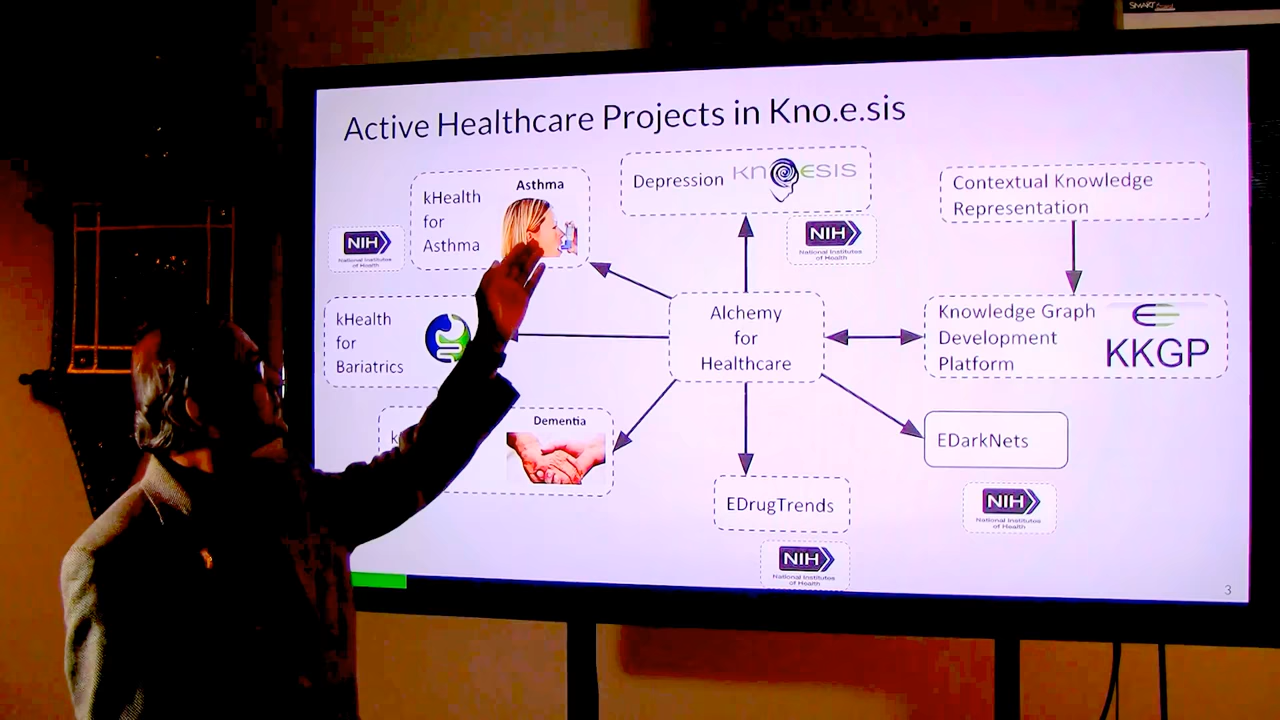 SMART Board
Active Healthcare Projects in Kno.e.sis
kHealth
for
Asthma
Asthma
NIH
National Institutes
of Health
Depression
KNOESIS
NIH
National Institutes
of Health
Contextual Knowledge
Representation
kHealth
for
Bariatrics
Alchemy
for
Healthcare
Knowledge Graph
Development
Platform
KKGP
k
Dementia
EDrugTrends
NIH
National Institutes
of Health
EDarkNets
NIH
National Institutes
of Health
3